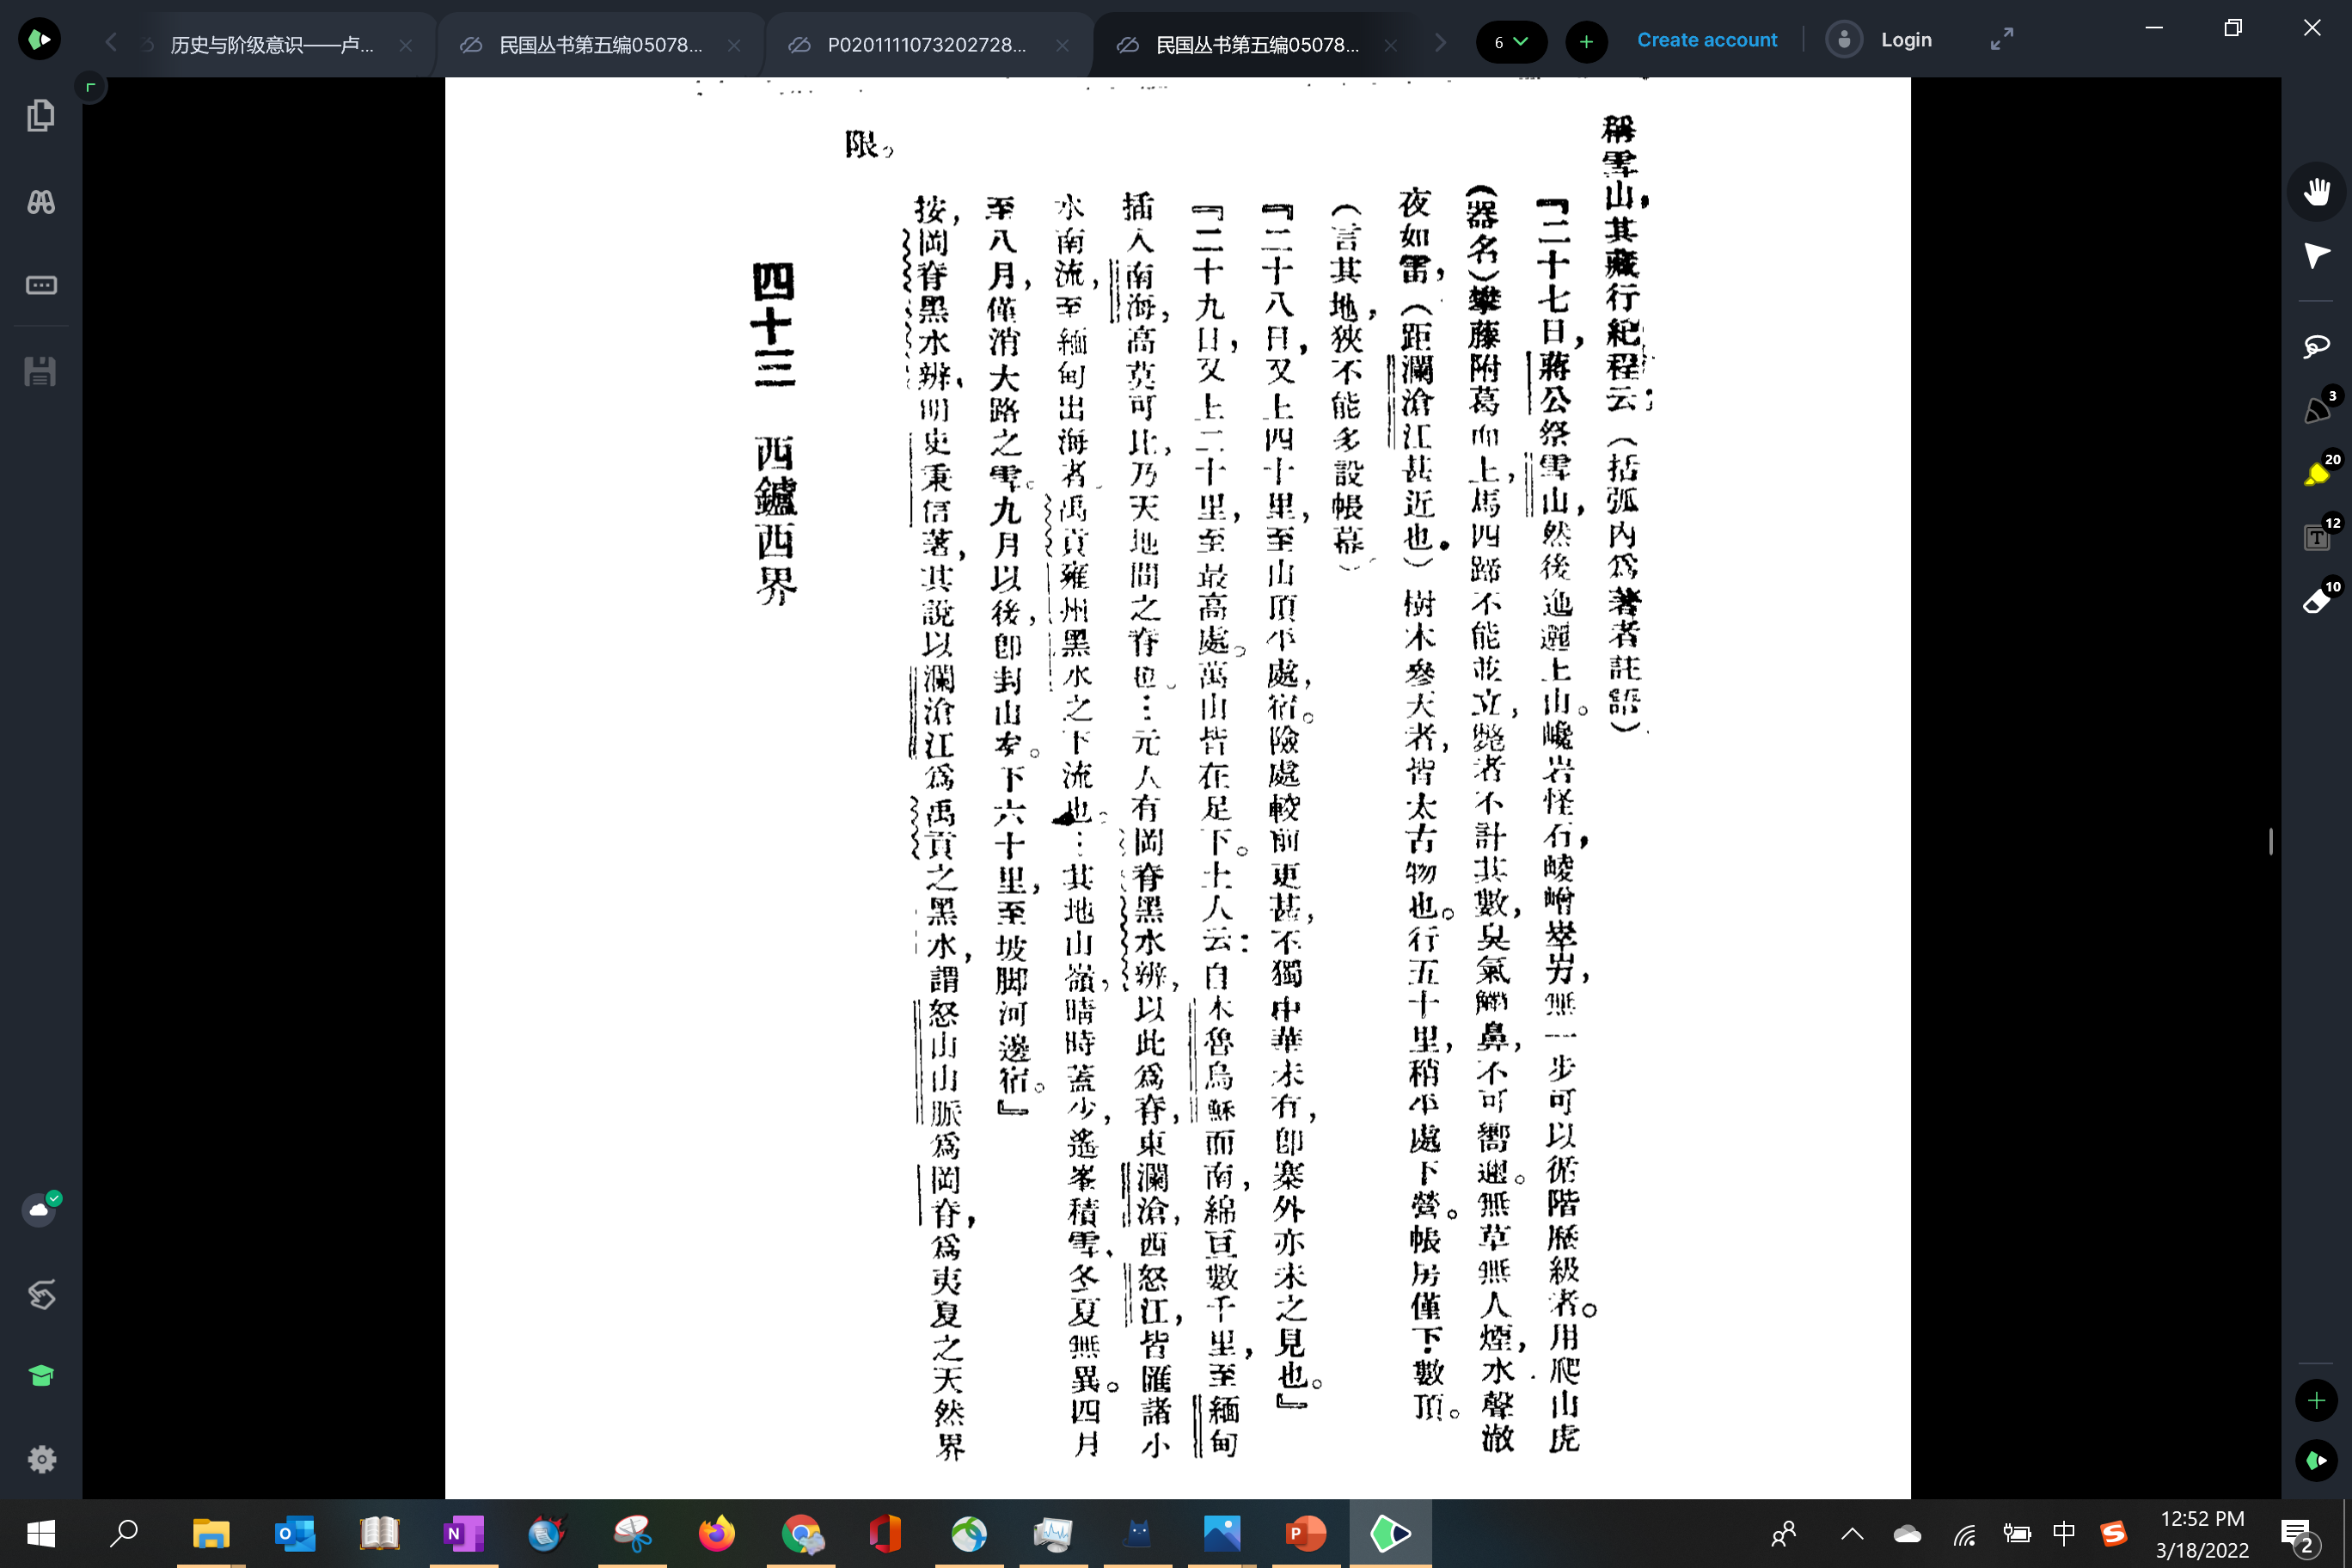 历史与阶级意识——卢...
民国丛书第五编05078...
P0201111073202728...
民国丛书第五编05078...
6
Create account
Login
稱雪山,其藏行紀程云(括弧內爲著者註語)
『二十七日,蔣公祭雪山,然後迤邐上山。巉岩怪石,崚嶒崒屴,無一步可以循階歷級者。用爬山虎
(器名)攀藤附葛而上,馬四蹄不能並立,斃者不計其數,臭氣觸鼻,不可嚮邇。無草無人煙,水聲澈
夜如雷,(距瀾滄江甚近也。)樹木參天者,皆太古物也。行五十里,稍平處下營。帳房僅下數頂。
(言其地,狹不能多設帳幕)
『二十八日,又上四十里,至山頂平處,宿。險處較前更甚,不獨中華未有,卽塞外亦未之見也。』
『二十九日,又上二十里,至最高處。萬山皆在足下。土人云:自木魯烏蘇而南,綿亘數千里,至緬甸
插入南海,高莫可比,乃天地間之脊也。…元人有岡脊黑水辨,以此爲脊,東瀾滄,西怒江,皆匯諸小
水南流,至緬甸出海者。禹貢雍州黑水之下流也。…其地山嶺,晴時蓋少,遙峯積雪,冬夏無異。四月
至八月,僅消大路之雪。九月以後,卽封山矣。下六十里,至坡脚河邊宿。』
按,岡脊黑水辨,明史秉信著,其說以瀾滄江爲禹貢之黑水,謂怒山山脈爲岡脊,爲夷夏之天然界
限。
四十三 西鑪西界
3
20
12
10
12:52 PM
3/18/2022
中
2